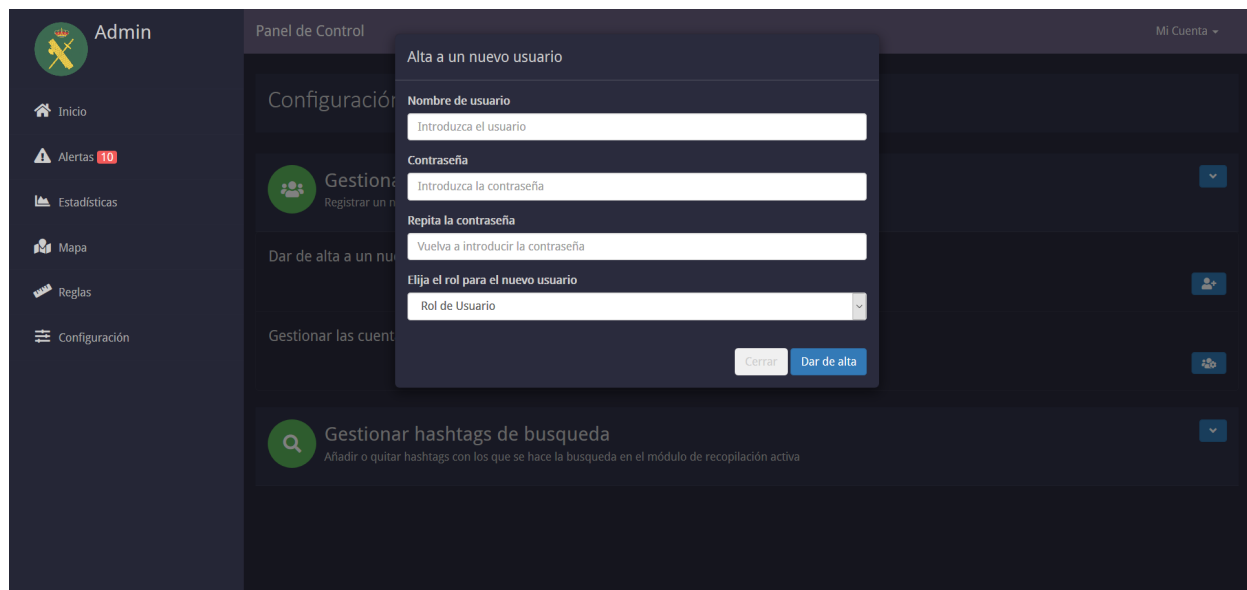 Admin
Inicio
Alertas 10
Estadísticas
Mapa
Reglas
Configuración
Panel de Control
Mi Cuenta
Configuración
Alta a un nuevo usuario
Nombre de usuario
Introduzca el usuario
Contraseña
Introduzca la contraseña
Repita la contraseña
Vuelva a introducir la contraseña
Elija el rol para el nuevo usuario
Rol de Usuario
Cerrar
Dar de alta
Registrar un
Dar de alta a un
Gestionar las
Gestionar hashtags de busqueda
Añadir o quitar hashtags con los que se hace la busqueda en el módulo de recopilación activa